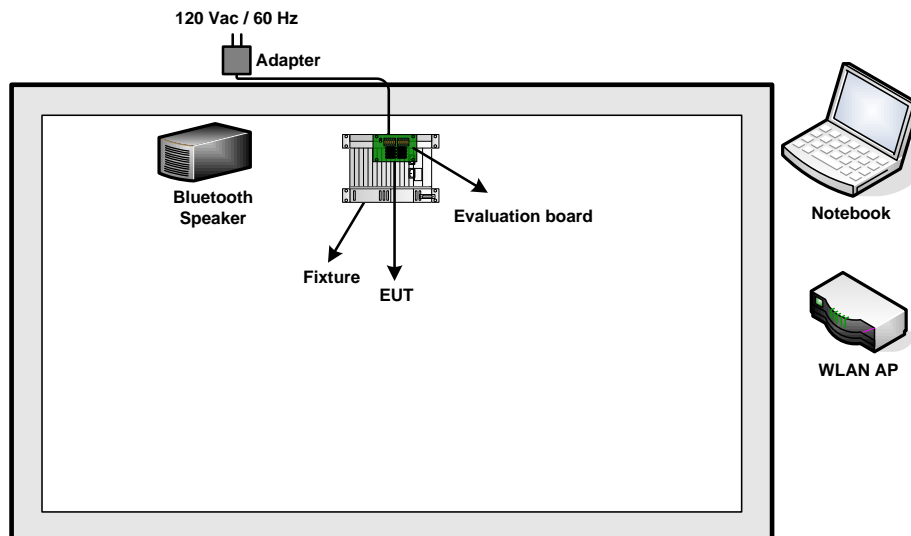 120 Vac / 60 Hz
Adapter
Bluetooth
Speaker
Evaluation board
Fixture
EUT
Notebook
WLAN AP